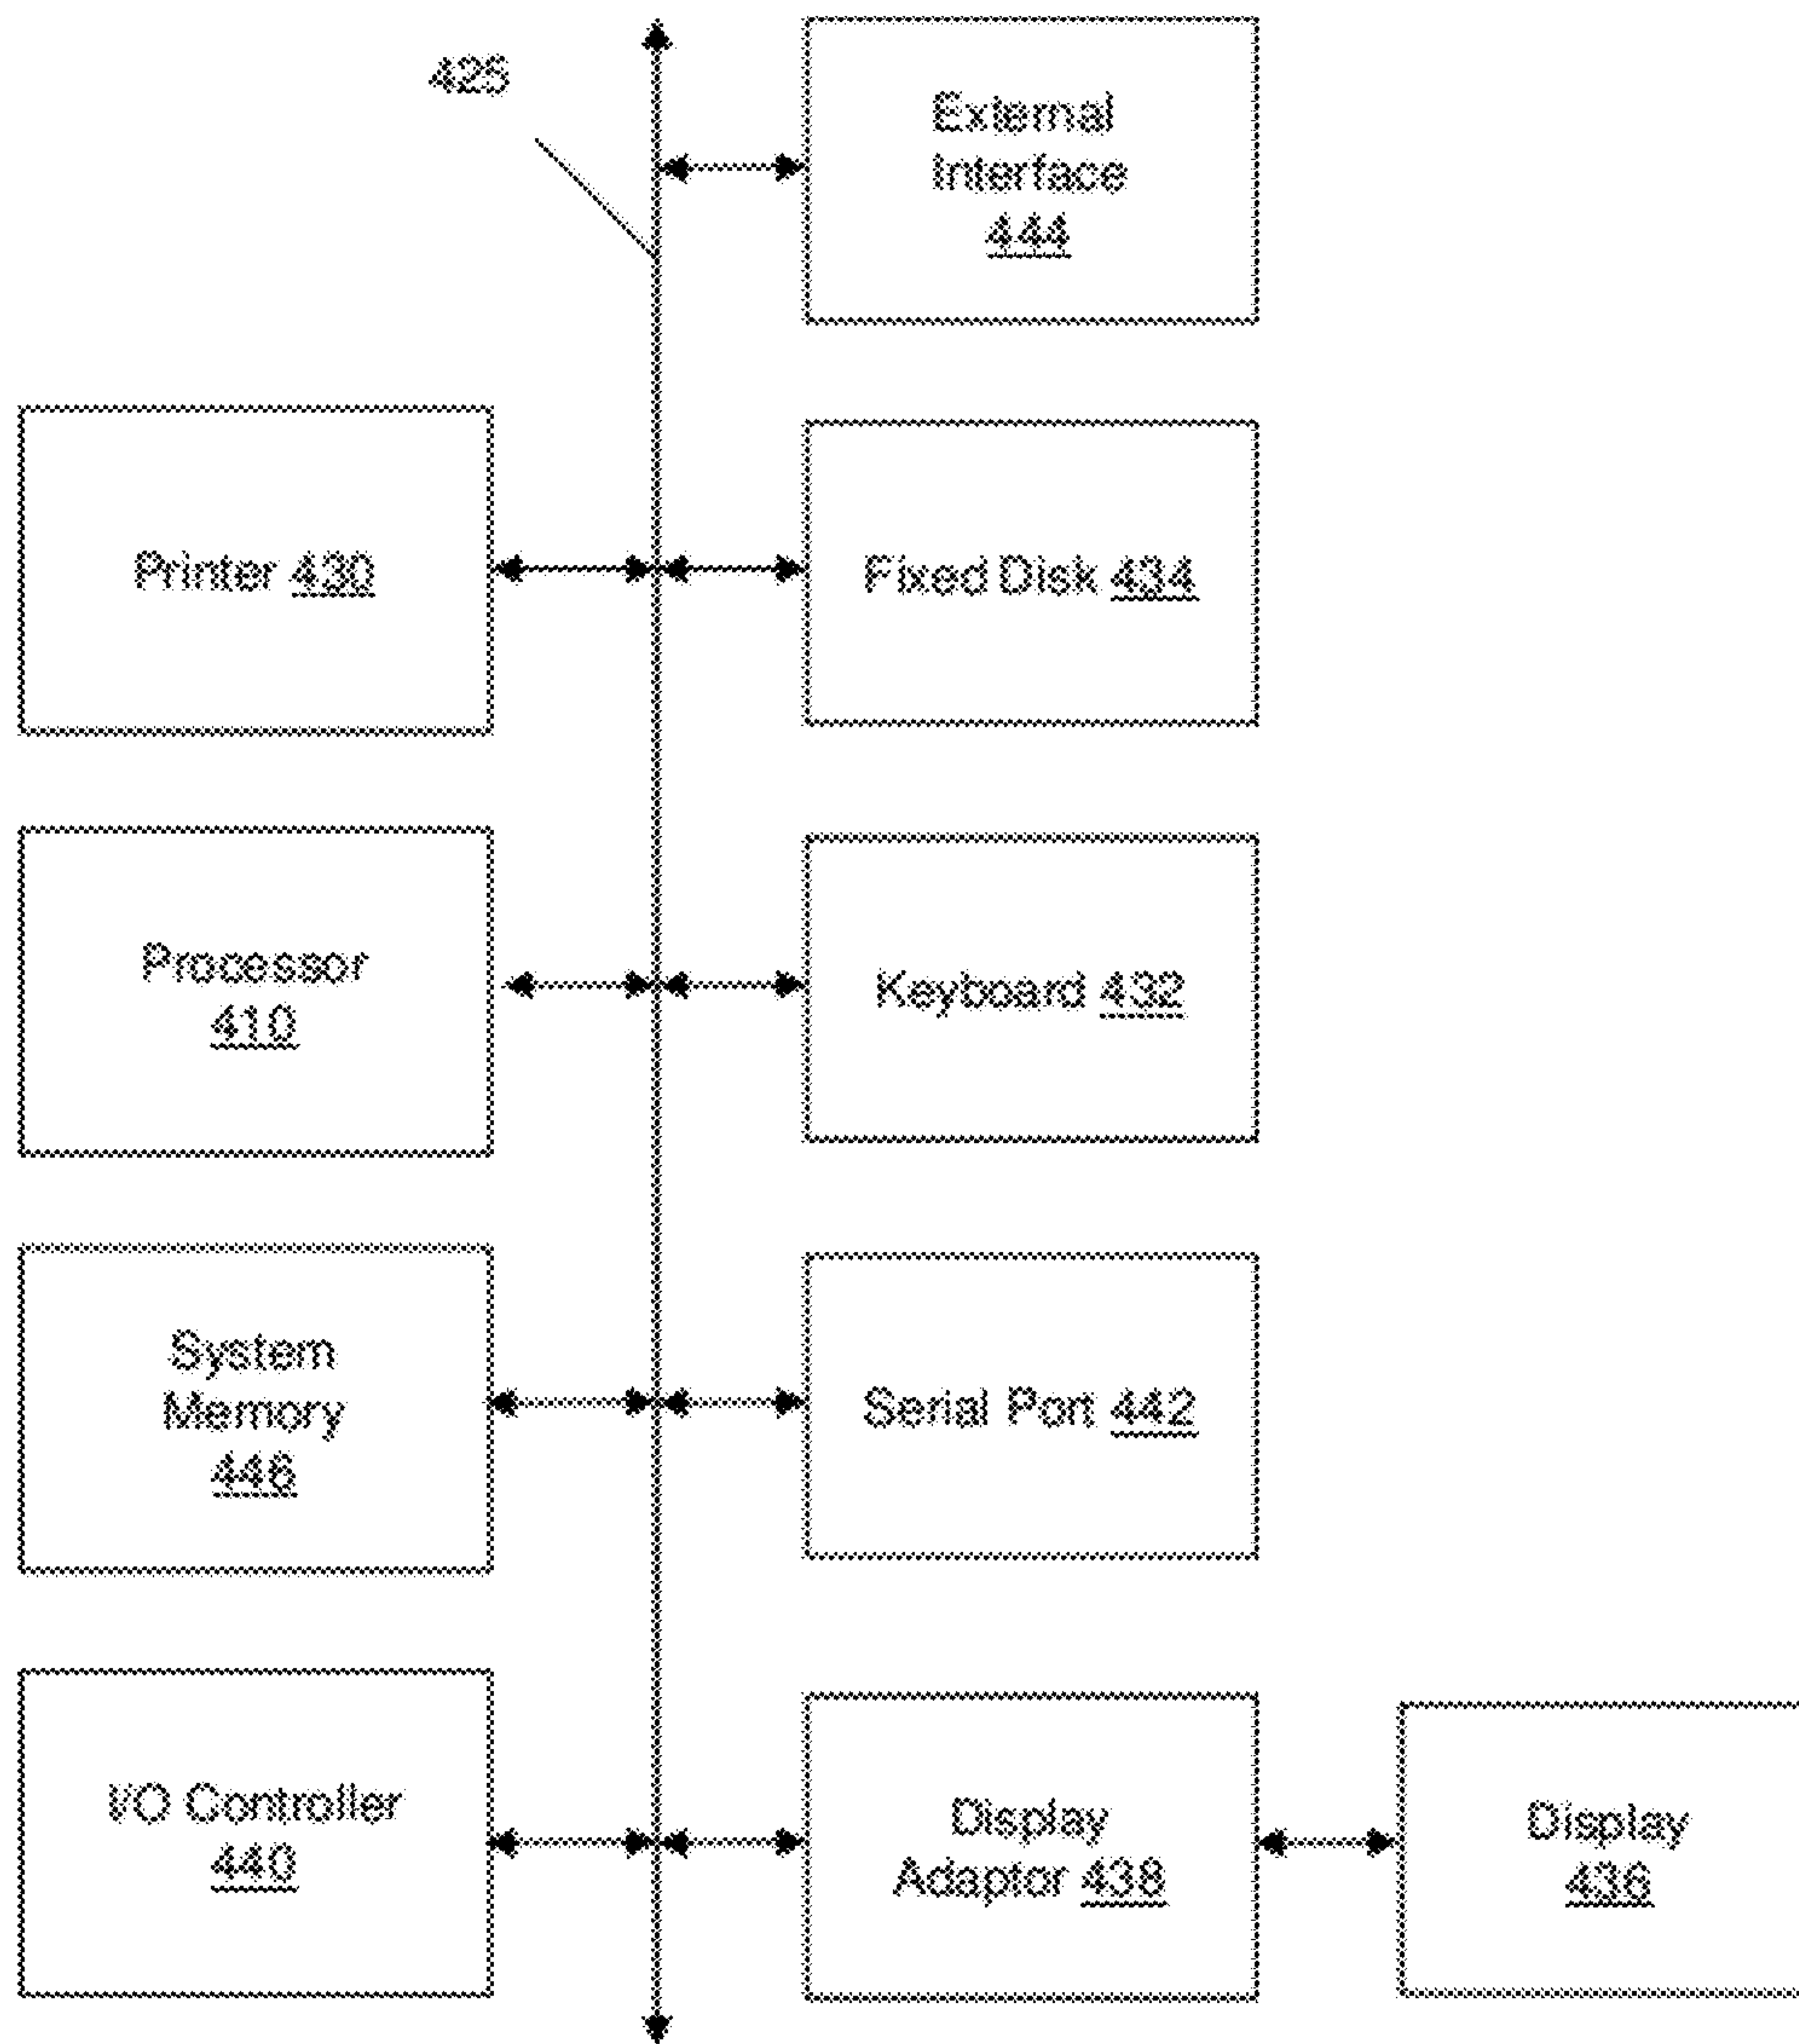 425
External
Interface
444
Printer 430
Fixed Disk 434
Processor
410
Keyboard 432
System
Memory
446
Serial Port 442
I/O Controller
440
Display
Adaptor 438
Display
436